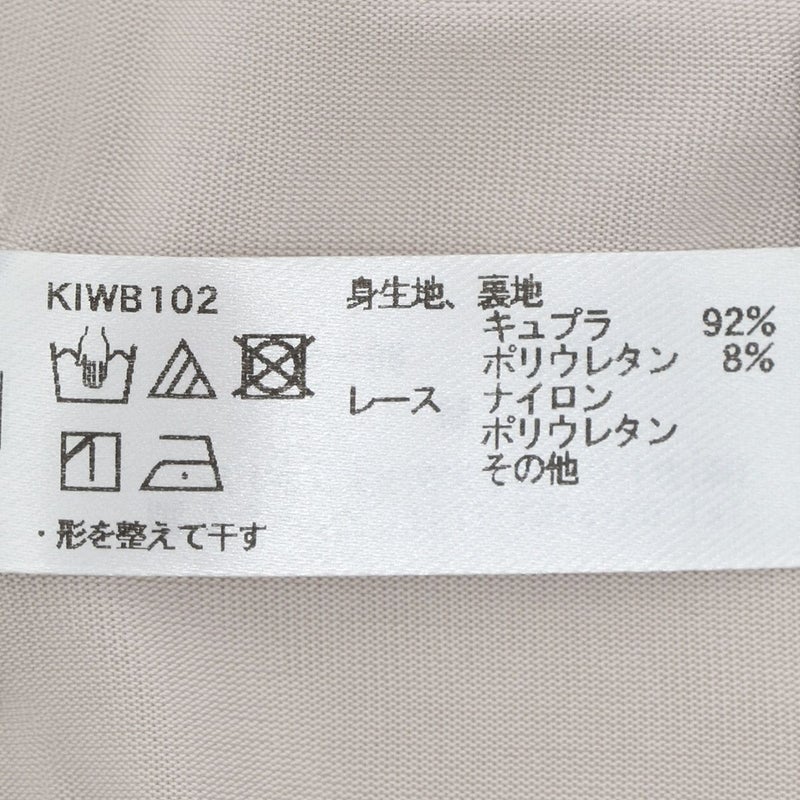 KIWB102
・形を整えて干す
身生地、裏地
キュプラ 92%
ポリウレタン 8%
レース ナイロン
ポリウレタン
その他